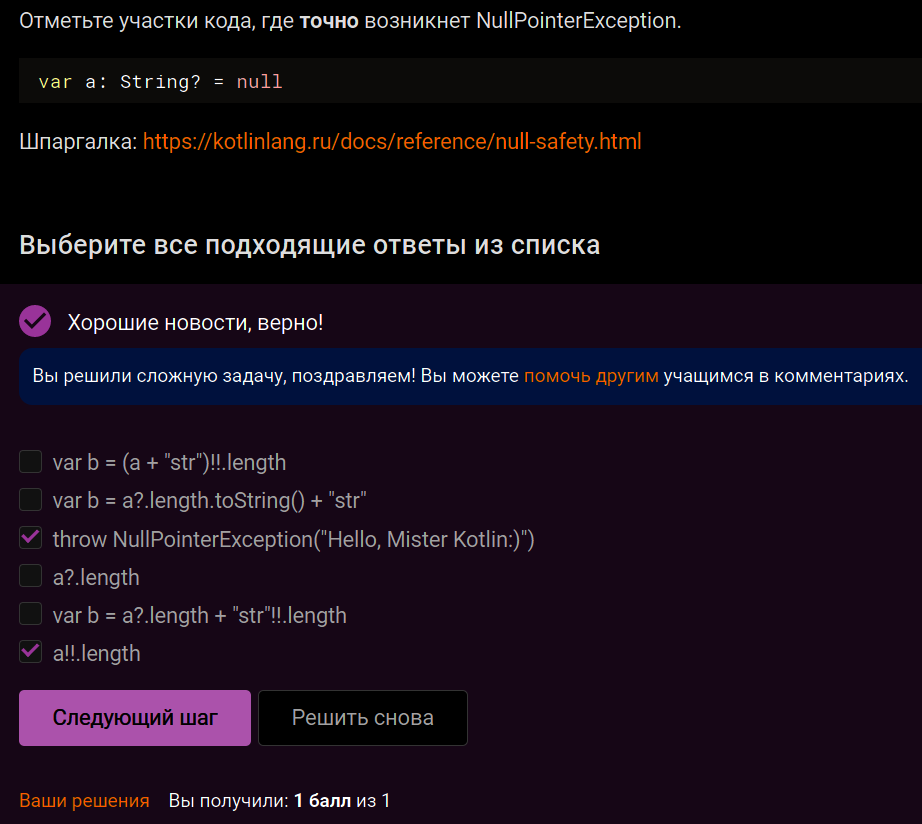 Отметьте участки кода, где точно возникнет NullPointerException.
var a: String? = null
Шпаргалка: https://kotlinlang.ru/docs/reference/null-safety.html
Выберите все подходящие ответы из списка
Хорошие новости, верно!
Вы решили сложную задачу, поздравляем! Вы можете помочь другим учащимся в комментариях.
var b = (a + "str")!!.length
var b = a?.length.toString() + "str"
throw NullPointerException("Hello, Mister Kotlin:)")
a?.length
var b = a?.length + "str"!!.length
a!!.length
Следующий шаг Решить снова
Ваши решения Вы получили: 1 балл из 1